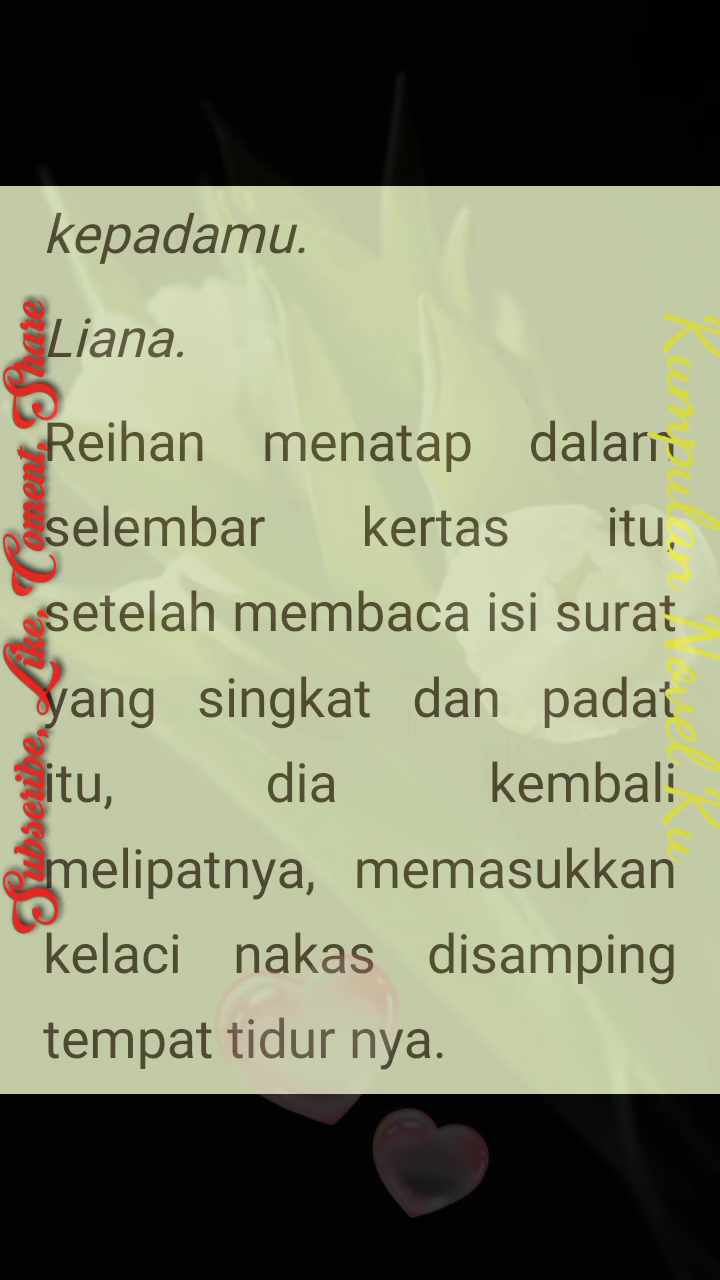 kepadamu.
Liana.
Reihan menatap dalam
selembar kertas itu,
setelah membaca isi surat
yang singkat dan padat
itu, dia kembali
melipatnya, memasukkan
kelaci nakas disamping
tempat tidur nya.
Subscribe, Like, Coment, Share
Kumpulan Novel Ku